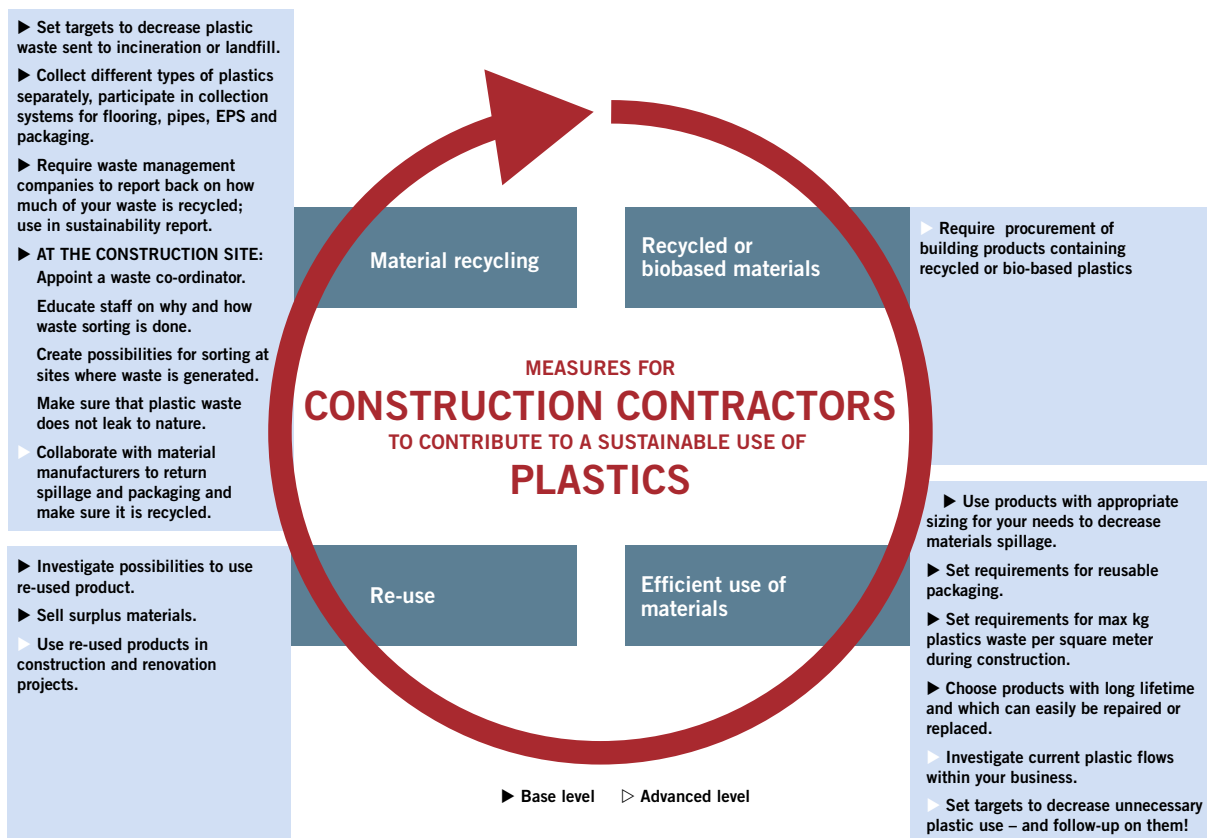 ▶ Set targets to decrease plastic
waste sent to incineration or landfill.
▶ Collect different types of plastics
separately, participate in collection
systems for flooring, pipes, EPS and
packaging.
▶ Require waste management
companies to report back on how
much of your waste is recycled;
use in sustainability report.
▶ AT THE CONSTRUCTION SITE:
Appoint a waste co-ordinator.
Educate staff on why and how
waste sorting is done.
Create possibilities for sorting at
sites where waste is generated.
Make sure that plastic waste
does not leak to nature.
▷ Collaborate with material
manufacturers to return
spillage and packaging and
make sure it is recycled.
Material recycling
Recycled or
biobased materials
▷ Require procurement of
building products containing
recycled or bio-based plastics
MEASURES FOR
CONSTRUCTION CONTRACTORS
TO CONTRIBUTE TO A SUSTAINABLE USE OF
PLASTICS
▶ Investigate possibilities to use
re-used product.
▶ Sell surplus materials.
▷ Use re-used products in
construction and renovation
projects.
Re-use
Efficient use of
materials
▶ Use products with appropriate
sizing for your needs to decrease
materials spillage.
▶ Set requirements for reusable
packaging.
▶ Set requirements for max kg
plastics waste per square meter
during construction.
▶ Choose products with long lifetime
and which can easily be repaired or
replaced.
▷ Investigate current plastic flows
within your business.
▷ Set targets to decrease unnecessary
plastic use – and follow-up on them!
▶ Base level ▷ Advanced level